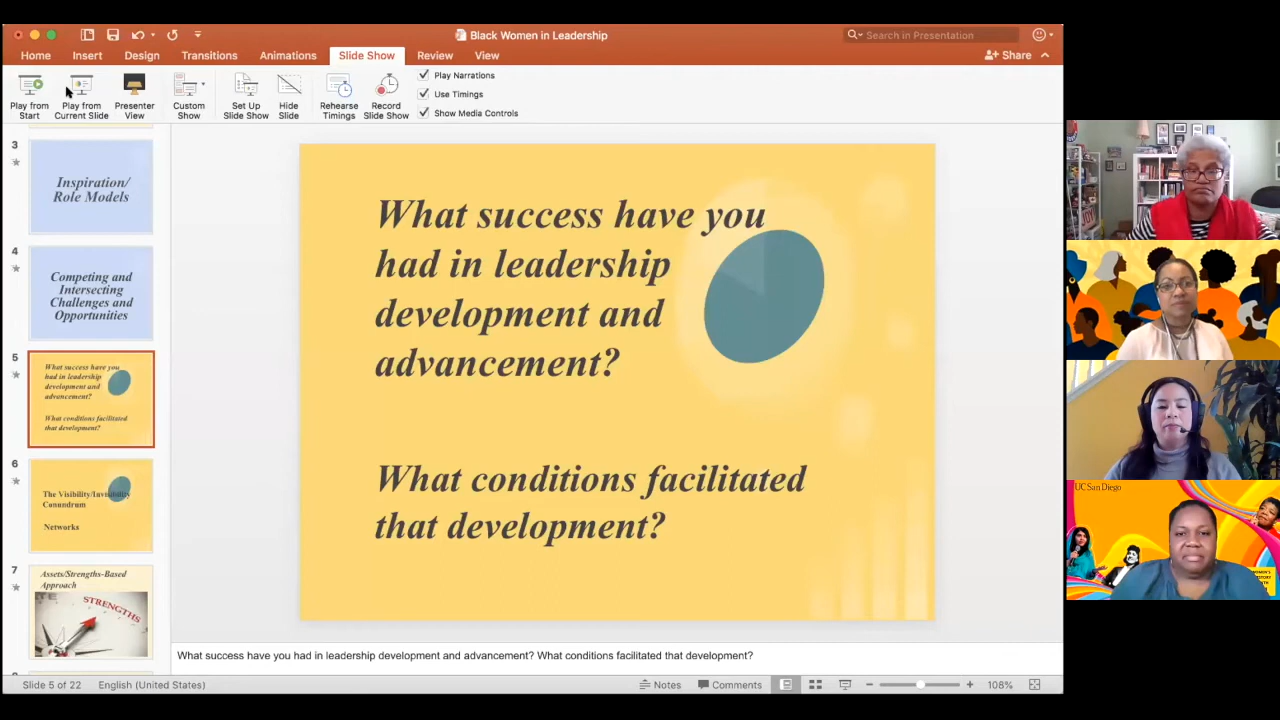 Black Women in Leadership
Search in Presentation
Home
Insert
Design
Transitions
Animations
Slide Show
Review
View
Share
Play from
Start
Play from
Current Slide
Presenter
View
Custom
Show
Set Up
Slide Show
Hide
Slide
Rehearse
Timings
Record
Slide Show
Play Narrations
Use Timings
Show Media Controls
3
Inspiration/
Role Models
4
Competing and
Intersecting
Challenges and
Opportunities
5
What success have you
had in leadership
development and
advancement?
What conditions facilitated
that development?
6
The Visibility/Invisibility
Conundrum
Networks
7
Assets/Strengths-Based
Approach
STRENGTHS
What success have you
had in leadership
development and
advancement?
What conditions facilitated
that development?
What success have you had in leadership development and advancement? What conditions facilitated that development?
Slide 5 of 22
English (United States)
Notes
Comments
108%
UC San Diego